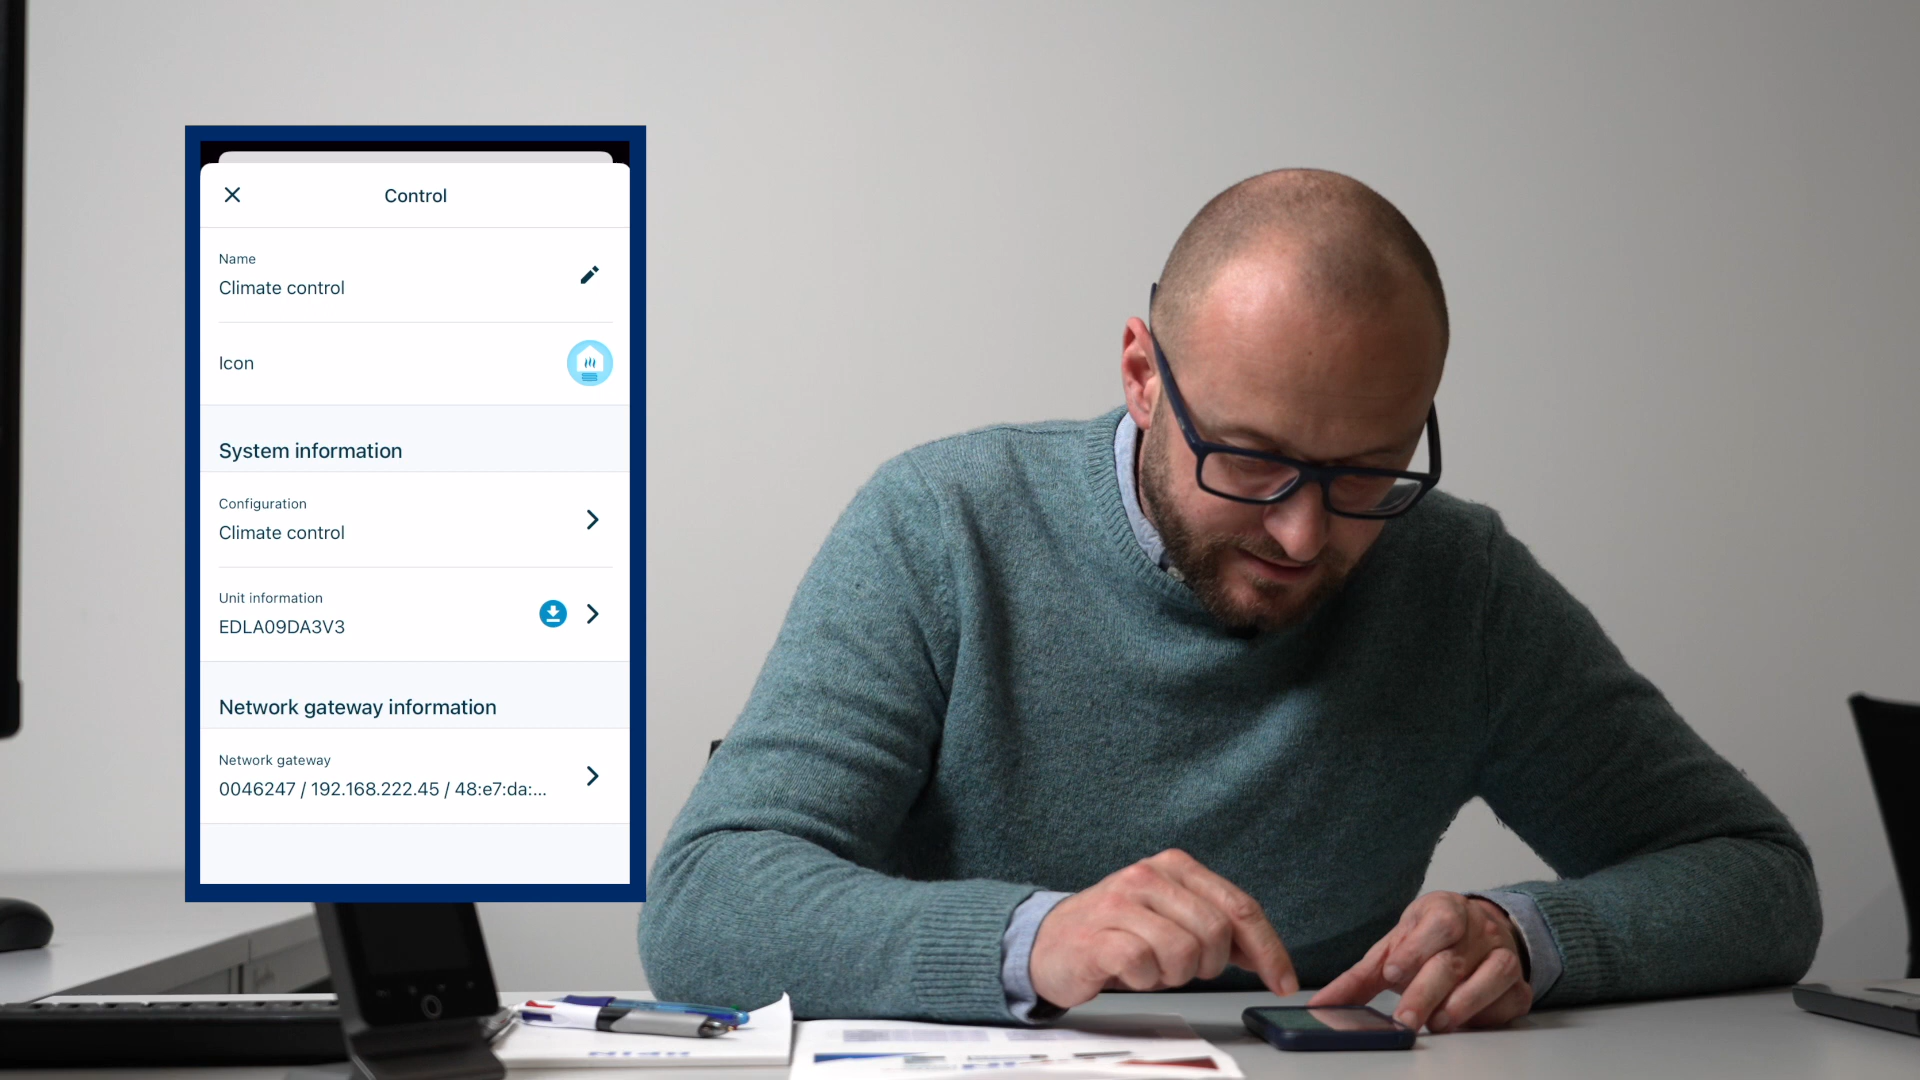 Control
Name
Climate control
Icon
System information
Configuration
Climate control
Unit information
EDLA09DA3V3
Network gateway information
Network gateway
0046247 / 192.168.222.45 / 48:e7:da:...